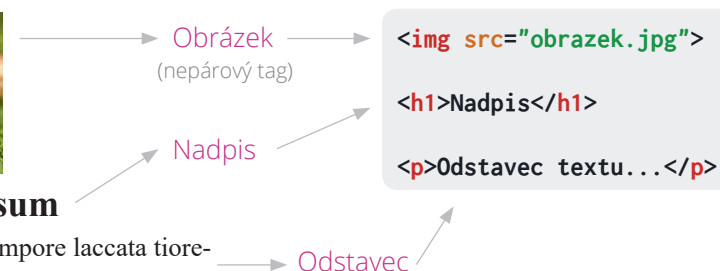 Obrázek
(nepárový tag)
Nadpis
sum
mpore laccata tiore-
Odstavec
<img src="obrazek.jpg">
<h1>Nadpis</h1>
<p>Odstavec textu...</p>